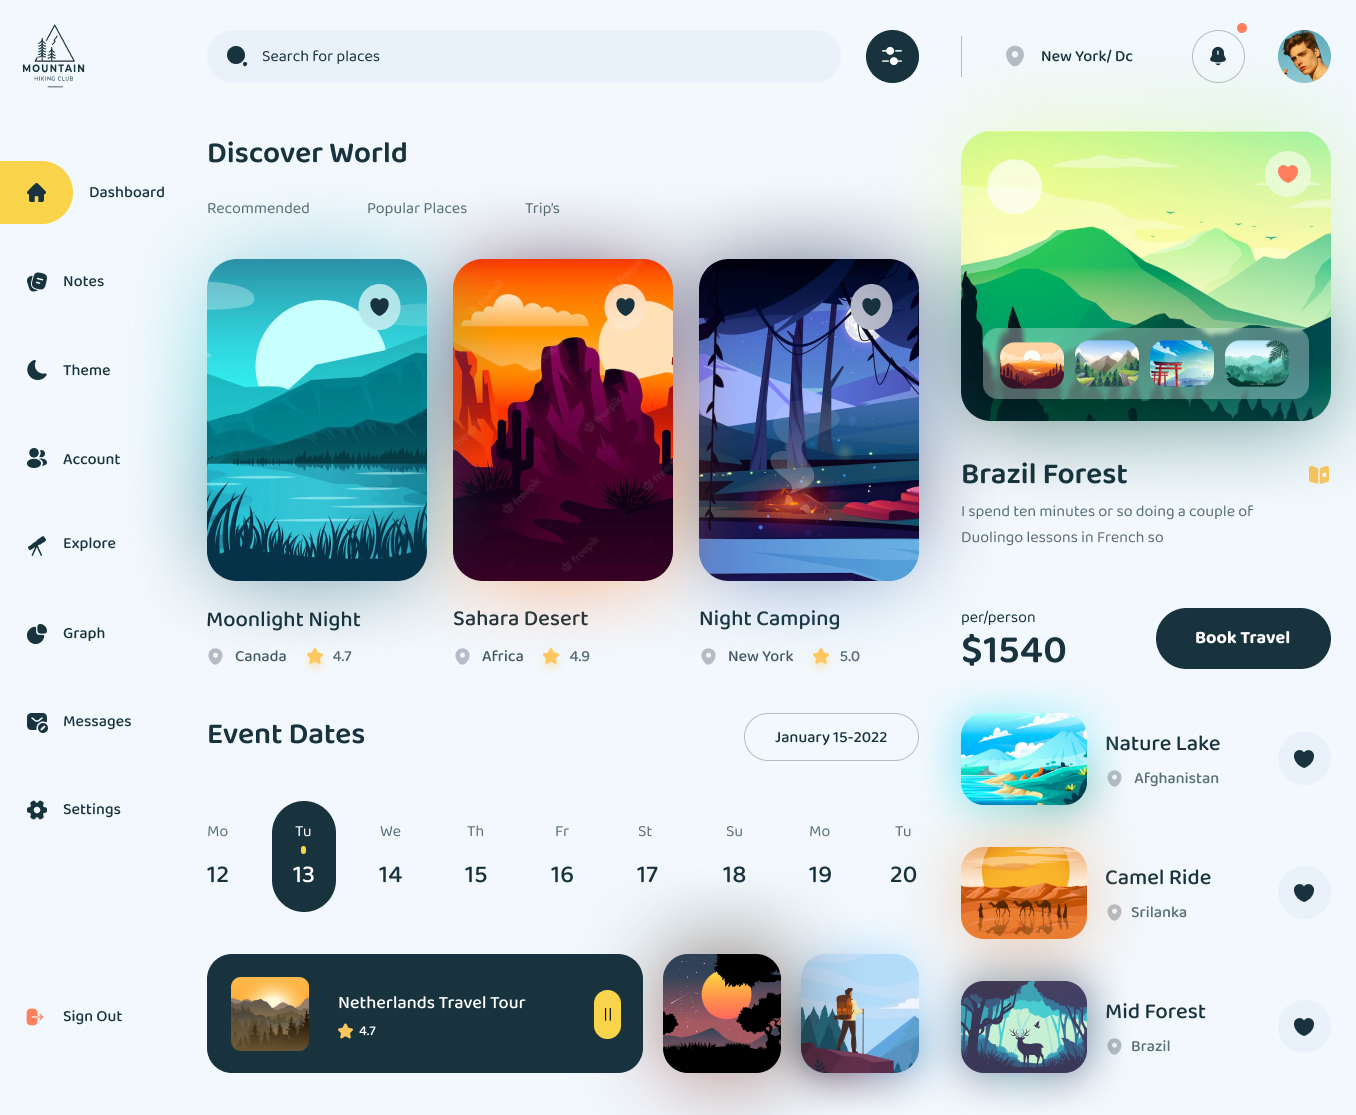 MOUNTAIN
HIKING CLUB
Search for places
New York/ Dc
Dashboard
Notes
Theme
Account
Explore
Graph
Messages
Settings
Sign Out
Discover World
Recommended
Popular Places
Trip's
Moonlight Night
Canada
4.7
Sahara Desert
Africa
4.9
Night Camping
New York
5.0
Event Dates
January 15-2022
Mo
Tu
We
Th
Fr
St
Su
Mo
Tu
12
13
14
15
16
17
18
19
20
Netherlands Travel Tour
4.7
Brazil Forest
I spend ten minutes or so doing a couple of
Duolingo lessons in French so
per/person
$1540
Book Travel
Nature Lake
Afghanistan
Camel Ride
Srilanka
Mid Forest
Brazil